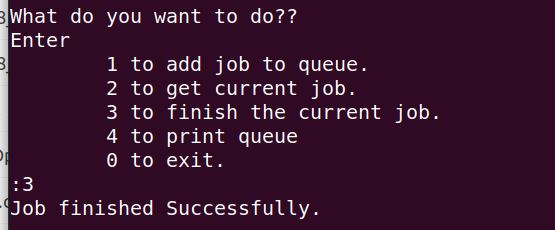 What do you want to do??
Enter
1 to add job to queue.
2 to get current job.
3 to finish the current job.
4 to print queue
0 to exit.
:3
Job finished Successfully.